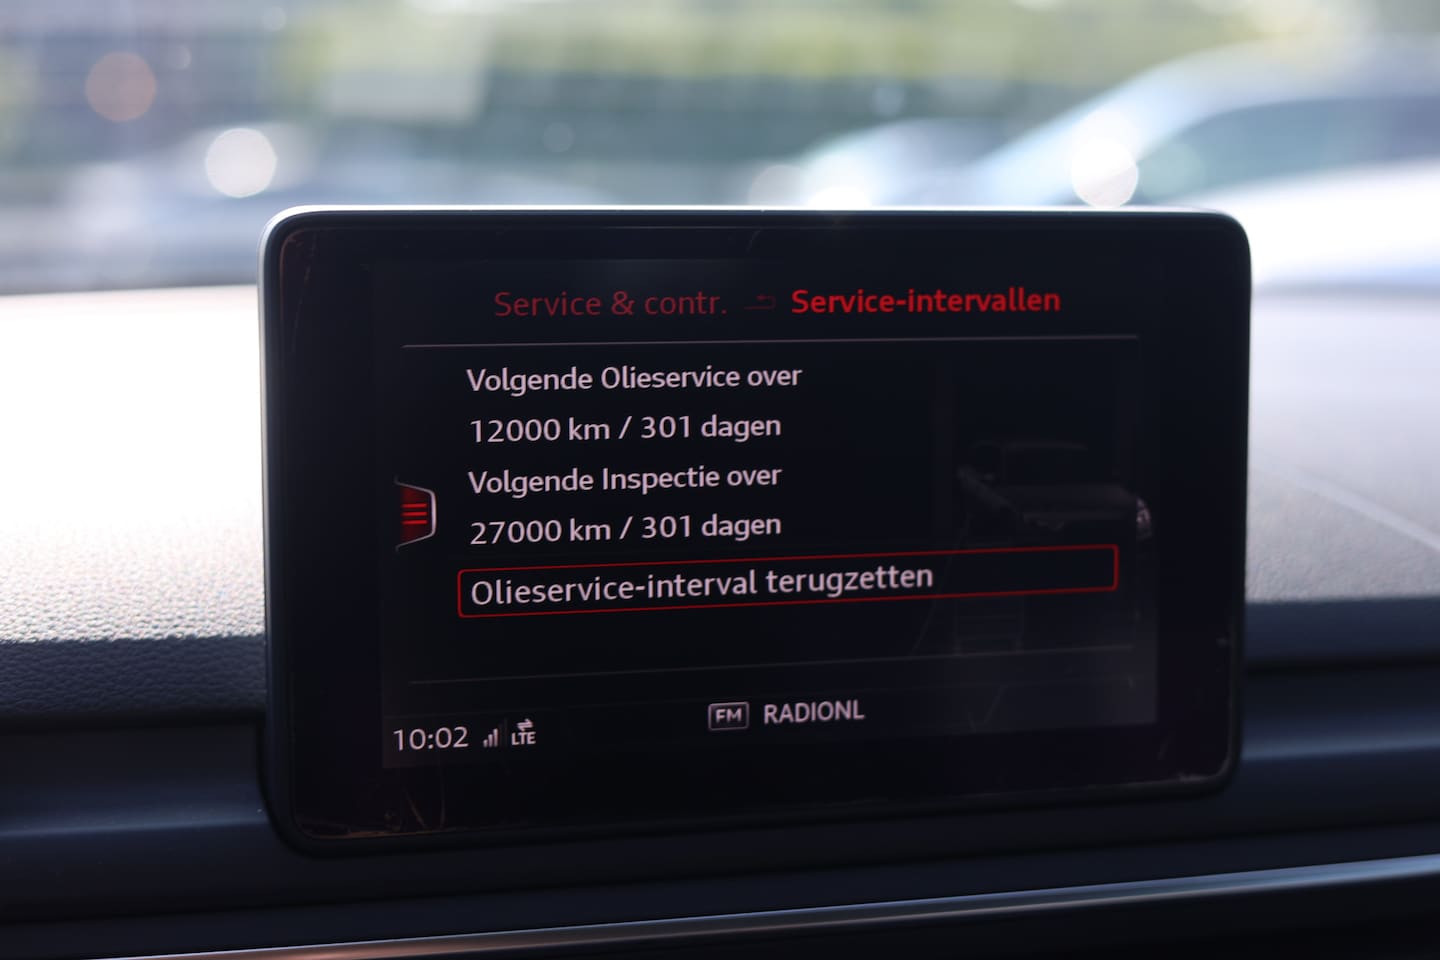 Service & contr. Service-intervallen
Volgende Olieservice over
12000 km / 301 dagen
Volgende Inspectie over
27000 km / 301 dagen
Olieservice-interval terugzetten
FM RADIONL
10:02 LTE